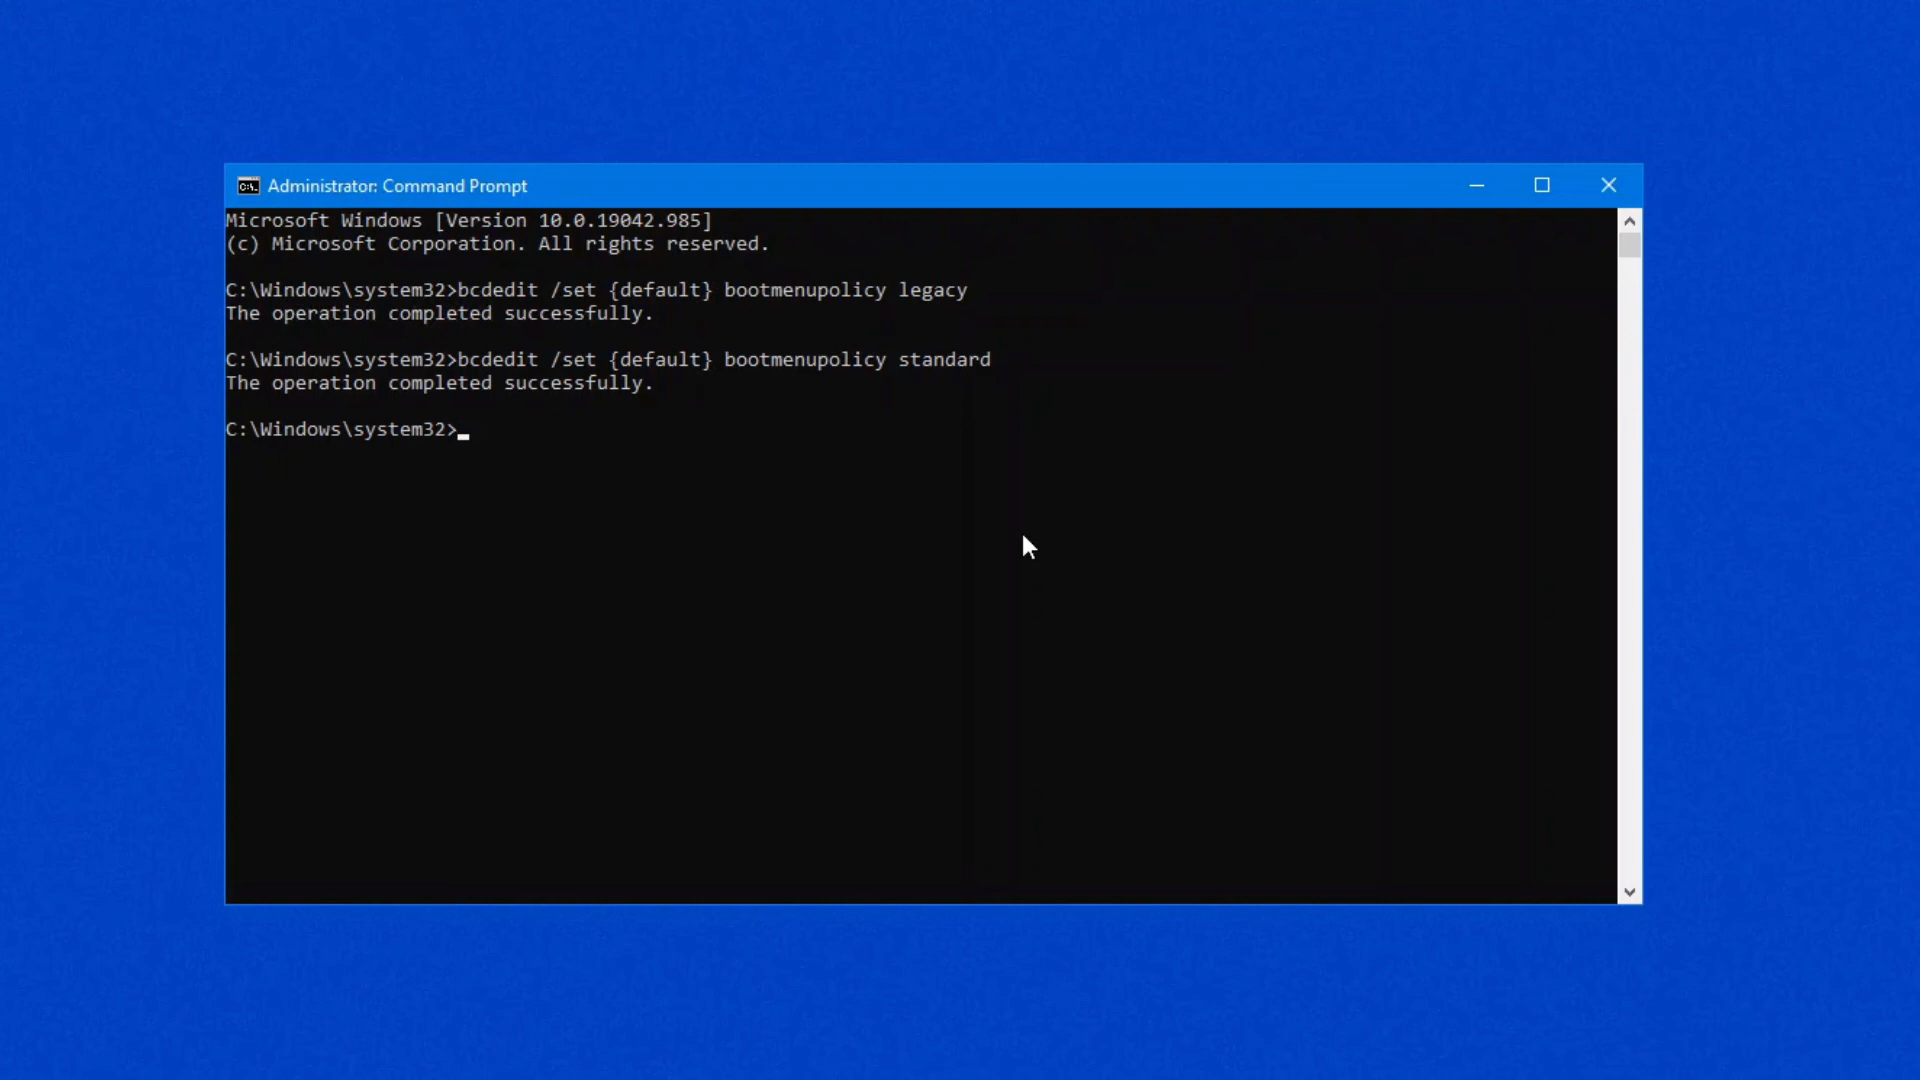 Administrator: Command Prompt
Microsoft Windows [Version 10.0.19042.985]
(c) Microsoft Corporation. All rights reserved.
C:\Windows\system32>bcdedit /set {default} bootmenupolicy legacy
The operation completed successfully.
C:\Windows\system32>bcdedit /set {default} bootmenupolicy standard
The operation completed successfully.
C:\Windows\system32>